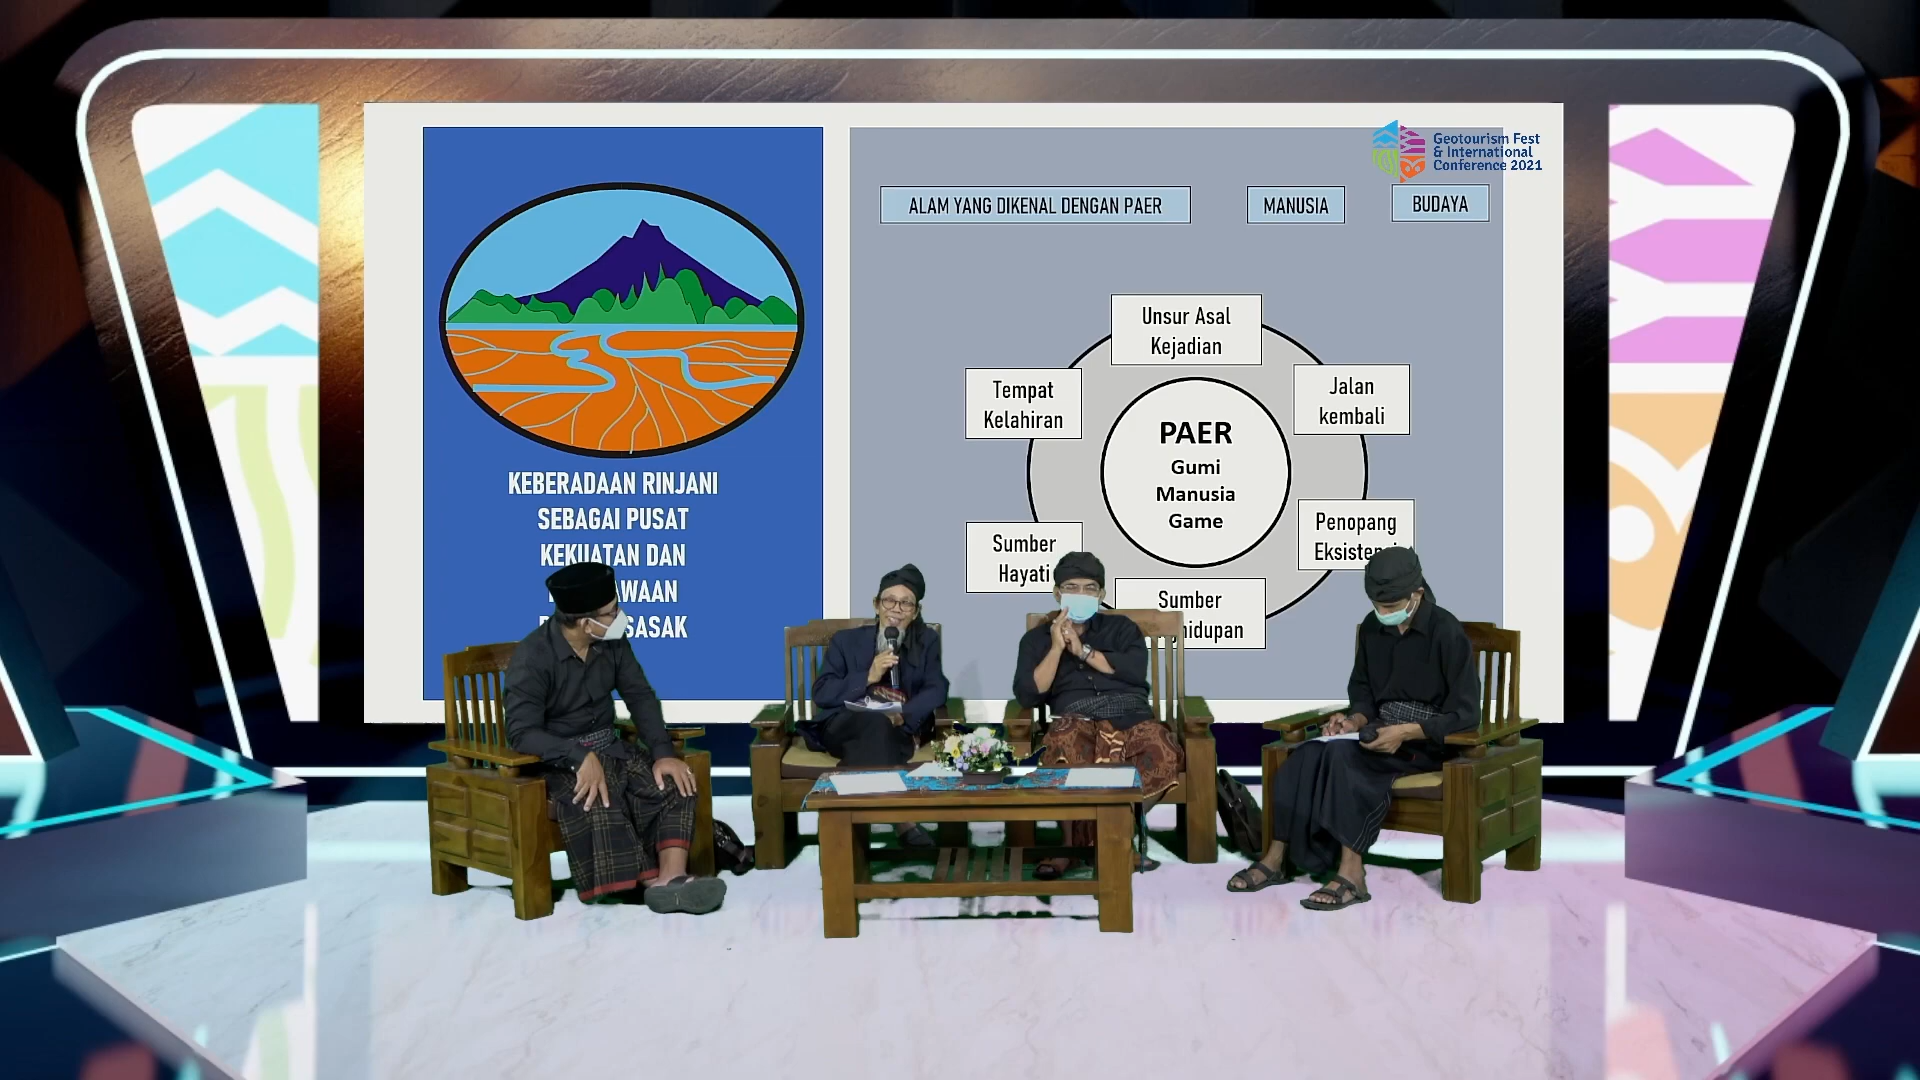 Geotourism Fest
& International
Conference 2021
ALAM YANG DIKENAL DENGAN PAER
MANUSIA
BUDAYA
KEBERADAAN RINJANI
SEBAGAI PUSAT
KEKUATAN DAN
SASAK
Unsur Asal
Kejadian
Tempat
Kelahiran
Jalan
kembali
PAER
Gumi
Manusia
Game
Sumber
Hayati
Penopang
Sumber